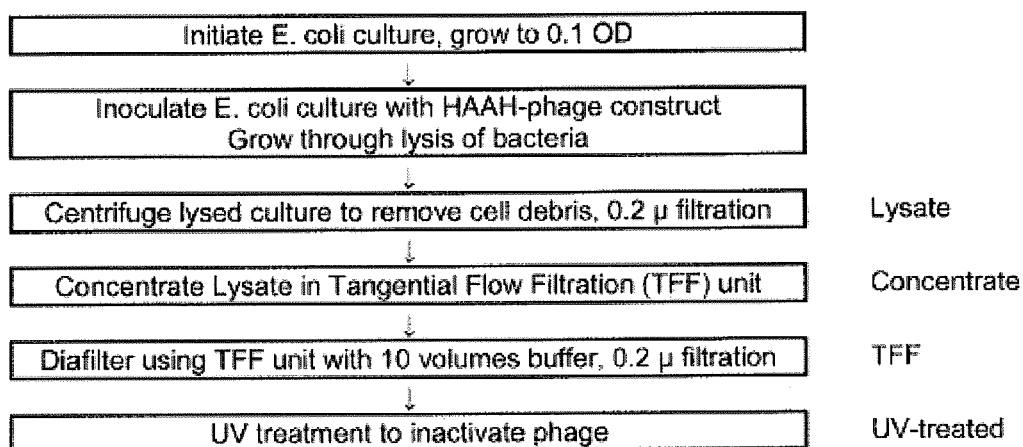 Initiate E. coli culture, grow to 0.1 OD
Inoculate E. coli culture with HAAH-phage construct
Grow through lysis of bacteria
Centrifuge lysed culture to remove cell debris, 0.2 µ filtration
Lysate
Concentrate Lysate in Tangential Flow Filtration (TFF) unit
Concentrate
Diafilter using TFF unit with 10 volumes buffer, 0.2 µ filtration
TFF
UV treatment to inactivate phage
UV-treated